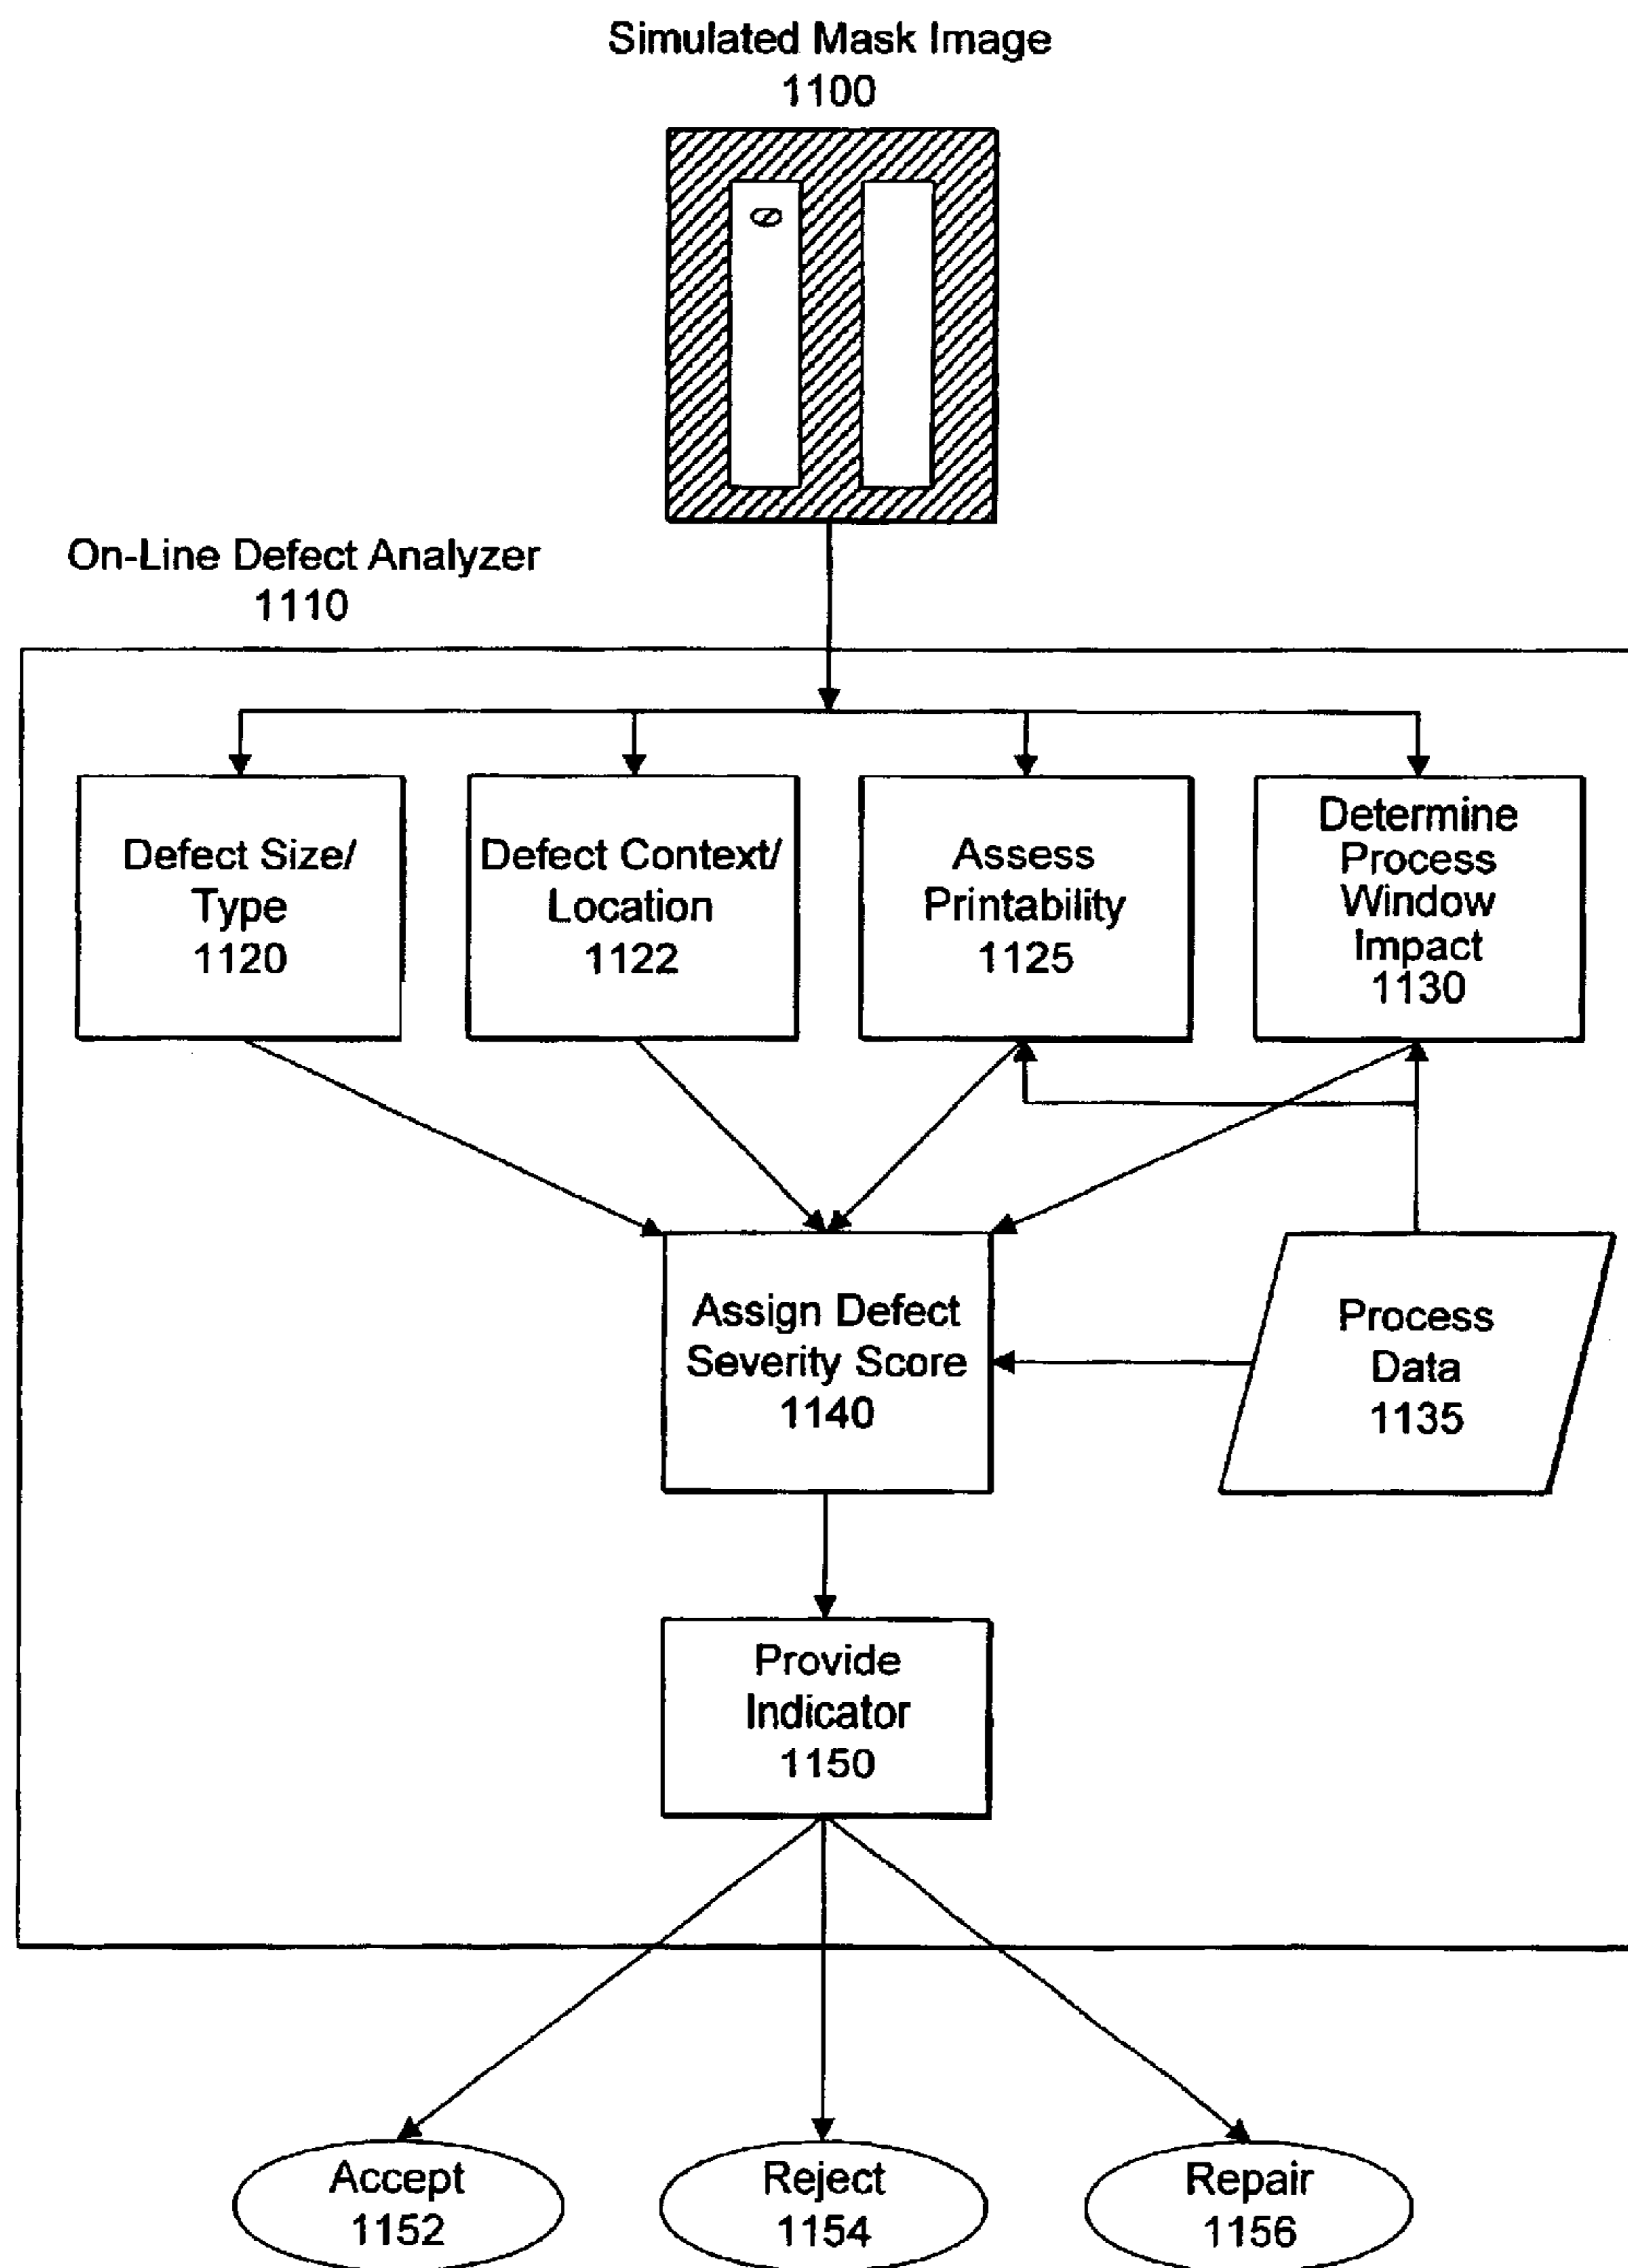 Simulated Mask Image
1100
On-Line Defect Analyzer
1110
Defect Size/
Type
1120
Defect Context/
Location
1122
Assess
Printability
1125
Determine
Process
Window
Impact
1130
Assign Defect
Severity Score
1140
Process
Data
1135
Provide
Indicator
1150
Accept
1152
Reject
1154
Repair
1156